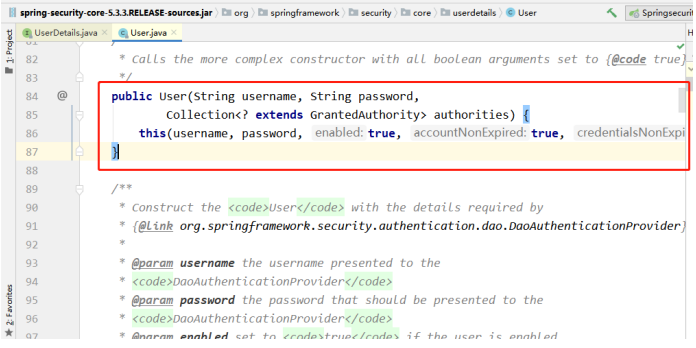 spring-security-core-5.3.3.RELEASE-sources.jar org springframework security core userdetails User Springsecurity
UserDetails.java User.java
1: Project
2: Favorites
82 * Calls the more complex constructor with all boolean arguments set to {@code true}
83 */
84 @ public User(String username, String password,
85 Collection<? extends GrantedAuthority> authorities) {
86 this(username, password, enabled: true, accountNonExpired: true, credentialsNonExpi
87 }
88
89 /**
90 * Construct the <code>User</code> with the details required by
91 * {@link org.springframework.security.authentication.dao.DaoAuthenticationProvider}
92 *
93 * @param username the username presented to the
94 * <code>DaoAuthenticationProvider</code>
95 * @param password the password that should be presented to the
96 * <code>DaoAuthenticationProvider</code>
97 * @param enabled set to <code>true</code> if the user is enabled